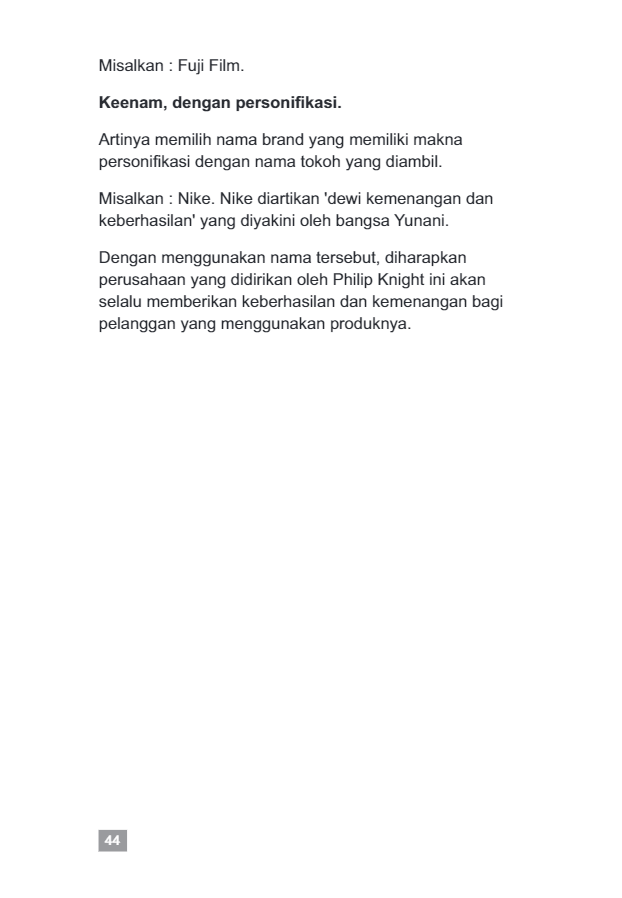 Misalkan : Fuji Film.
Keenam, dengan personifikasi.
Artinya memilih nama brand yang memiliki makna
personifikasi dengan nama tokoh yang diambil.
Misalkan : Nike. Nike diartikan 'dewi kemenangan dan
keberhasilan' yang diyakini oleh bangsa Yunani.
Dengan menggunakan nama tersebut, diharapkan
perusahaan yang didirikan oleh Philip Knight ini akan
selalu memberikan keberhasilan dan kemenangan bagi
pelanggan yang menggunakan produknya.
44